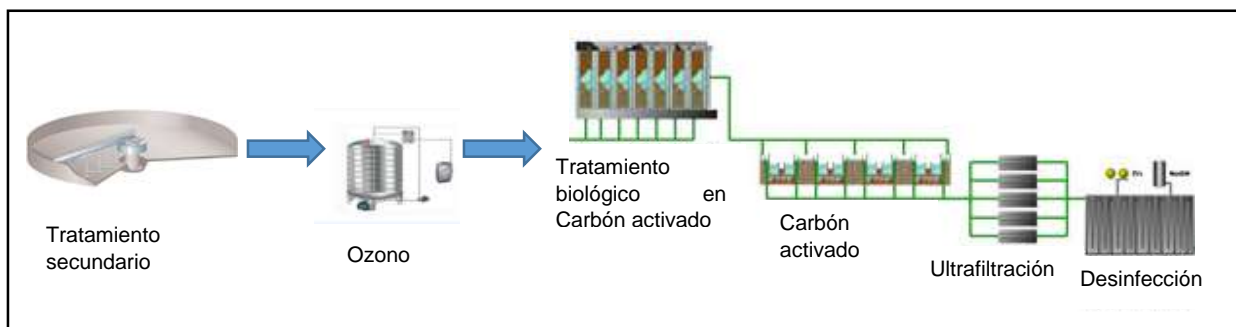 Tratamiento
secundario
Ozono
Tratamiento
biológico en
Carbón activado
Carbón
activado
Ultrafiltración
Desinfección